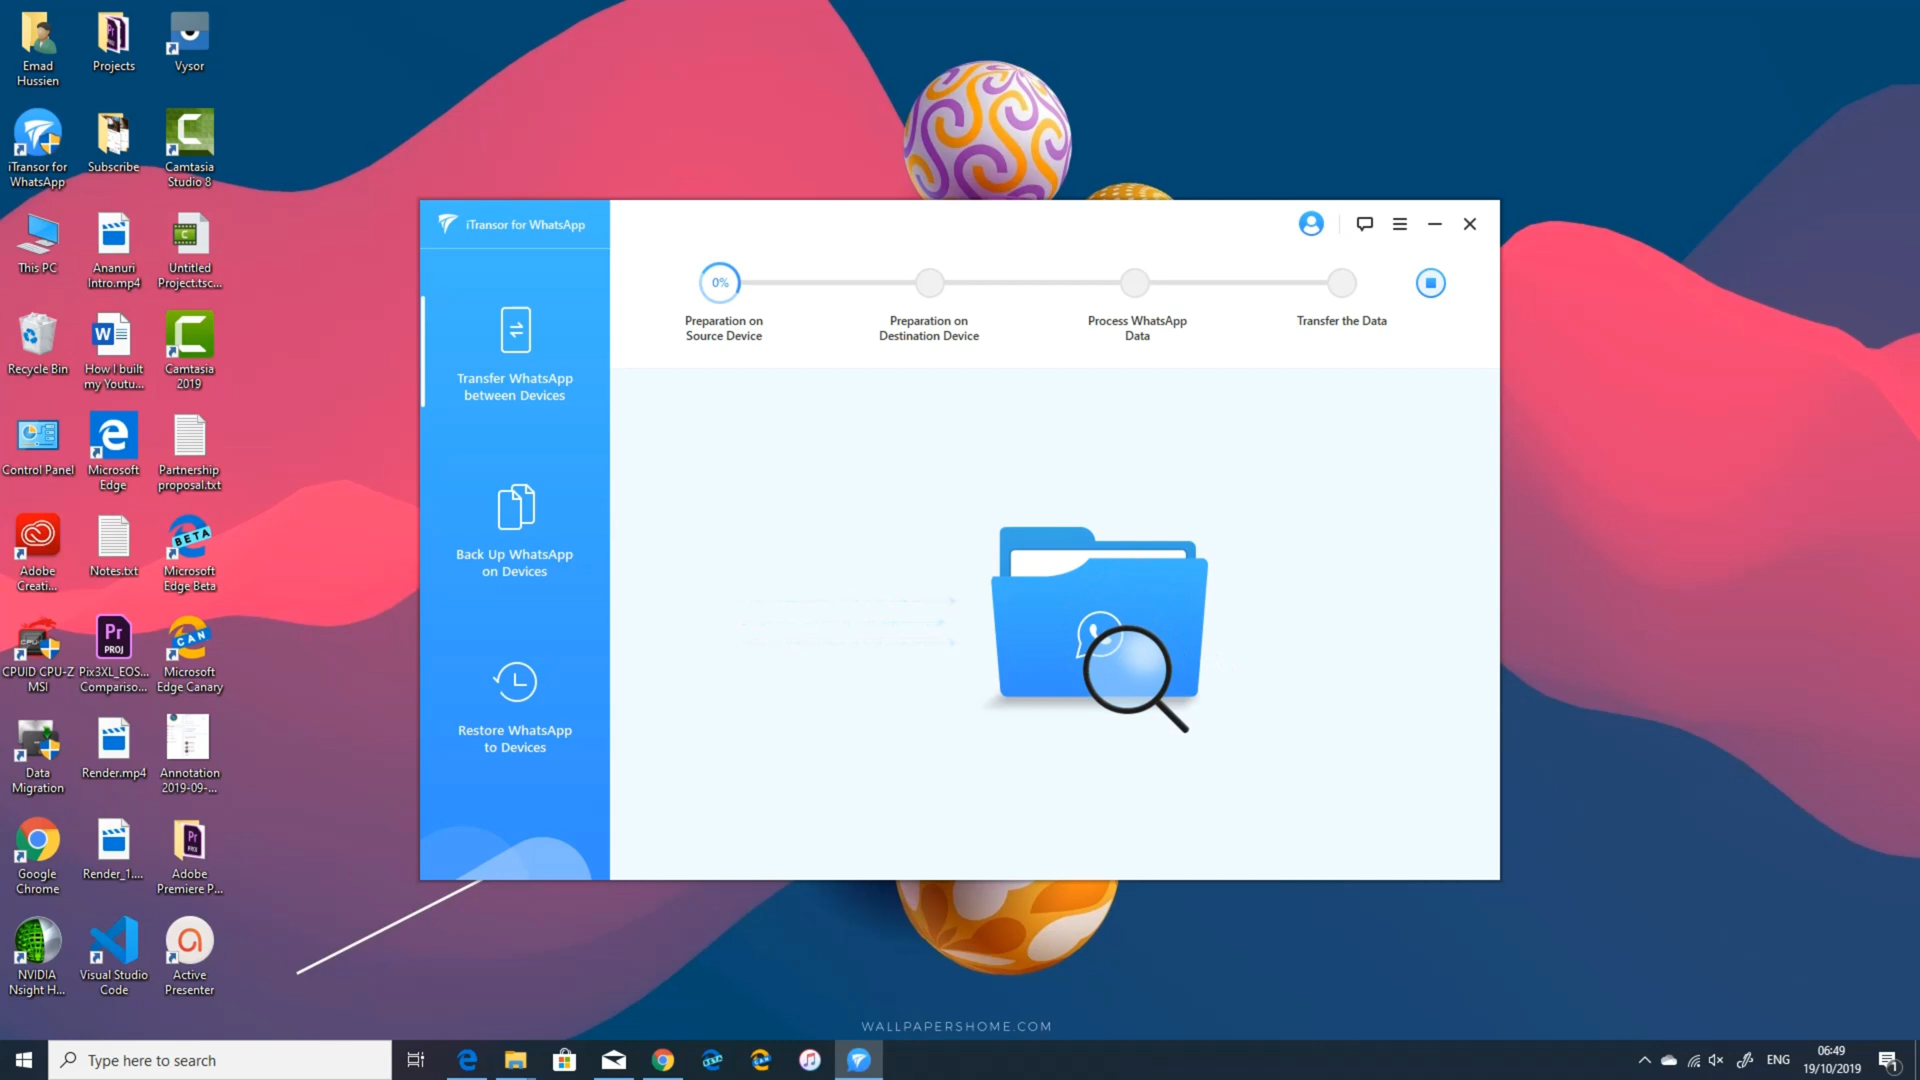 Emad
Hussien
Projects
Vysor
iTransor for
WhatsApp
Subscribe
Camtasia
Studio 8
This PC
Ananuri
Intro.mp4
Untitled
Project.tsc...
Recycle Bin
How I built
my Youtu...
Camtasia
2019
Control Panel
Microsoft
Edge
Partnership
proposal.txt
Adobe
Creati...
Notes.txt
BETA
Microsoft
Edge Beta
CPUID CPU-Z
MSI
Pr
PROJ
Pix3XL_EOS...
Compariso...
CAN
Microsoft
Edge Canary
Data
Migration
Render.mp4
Annotation
2019-09-...
Google
Chrome
Render_1....
Adobe
Premiere P...
NVIDIA
Nsight H...
Visual Studio
Code
Active
Presenter
iTransor for WhatsApp
Transfer WhatsApp
between Devices
Back Up WhatsApp
on Devices
Restore WhatsApp
to Devices
0%
Preparation on
Source Device
Preparation on
Destination Device
Process WhatsApp
Data
Transfer the Data
WALLPAPERSHOME.COM
Type here to search
ENG
06:49
19/10/2019
1